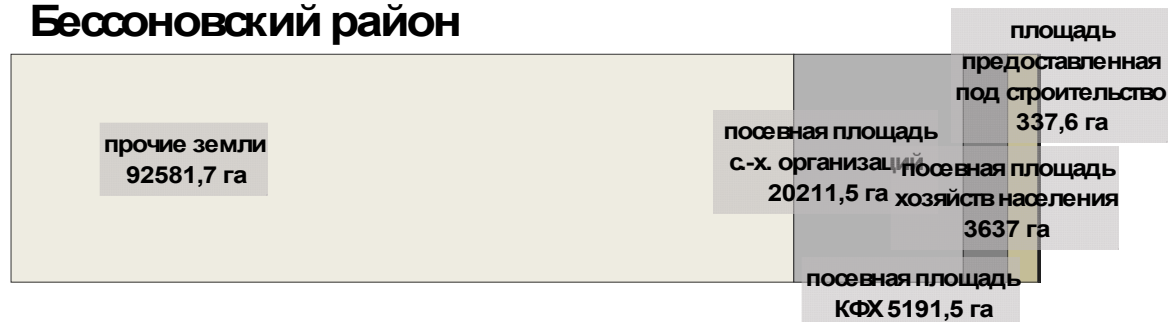 Бессоновский район
прочие земли
92581,7 га
посевная площадь
с.-х. организаций
20211,5 га
посевная площадь
КФХ 5191,5 га
посевная площадь
хозяйств населения
3637 га
площадь
предоставленная
под строительство
337,6 га